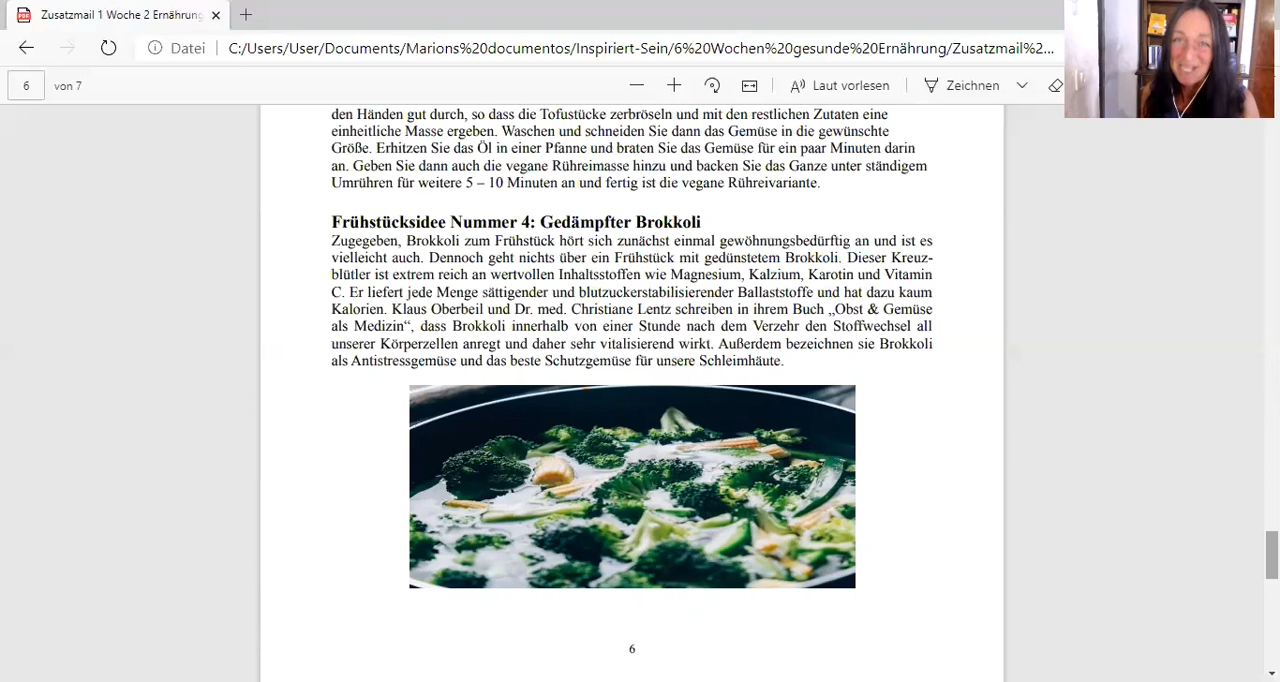 Zusatzmail 1 Woche 2 Ernährung
Datei
C:/Users/User/Documents/Marions%20documentos/Inspiriert-Sein/6%20Wochen%20gesunde%20Ernährung/Zusatzmail%2...
6 von 7
Laut vorlesen
Zeichnen
den Händen gut durch, so dass die Tofustücke zerbröseln und mit den restlichen Zutaten eine
einheitliche Masse ergeben. Waschen und schneiden Sie dann das Gemüse in die gewünschte
Größe. Erhitzen Sie das Öl in einer Pfanne und braten Sie das Gemüse für ein paar Minuten darin
an. Geben Sie dann auch die vegane Rühreimasse hinzu und backen Sie das Ganze unter ständigem
Umrühren für weitere 5 – 10 Minuten an und fertig ist die vegane Rühreivariante.
Frühstücksidee Nummer 4: Gedämpfter Brokkoli
Zugegeben, Brokkoli zum Frühstück hört sich zunächst einmal gewöhnungsbedürftig an und ist es
vielleicht auch. Dennoch geht nichts über ein Frühstück mit gedünstetem Brokkoli. Dieser Kreuz-
blütler ist extrem reich an wertvollen Inhaltsstoffen wie Magnesium, Kalzium, Karotin und Vitamin
C. Er liefert jede Menge sättigender und blutzuckerstabilisierender Ballaststoffe und hat dazu kaum
Kalorien. Klaus Oberbeil und Dr. med. Christiane Lentz schreiben in ihrem Buch „Obst & Gemüse
als Medizin“, dass Brokkoli innerhalb von einer Stunde nach dem Verzehr den Stoffwechsel all
unserer Körperzellen anregt und daher sehr vitalisierend wirkt. Außerdem bezeichnen sie Brokkoli
als Antistressgemüse und das beste Schutzgemüse für unsere Schleimhäute.
6